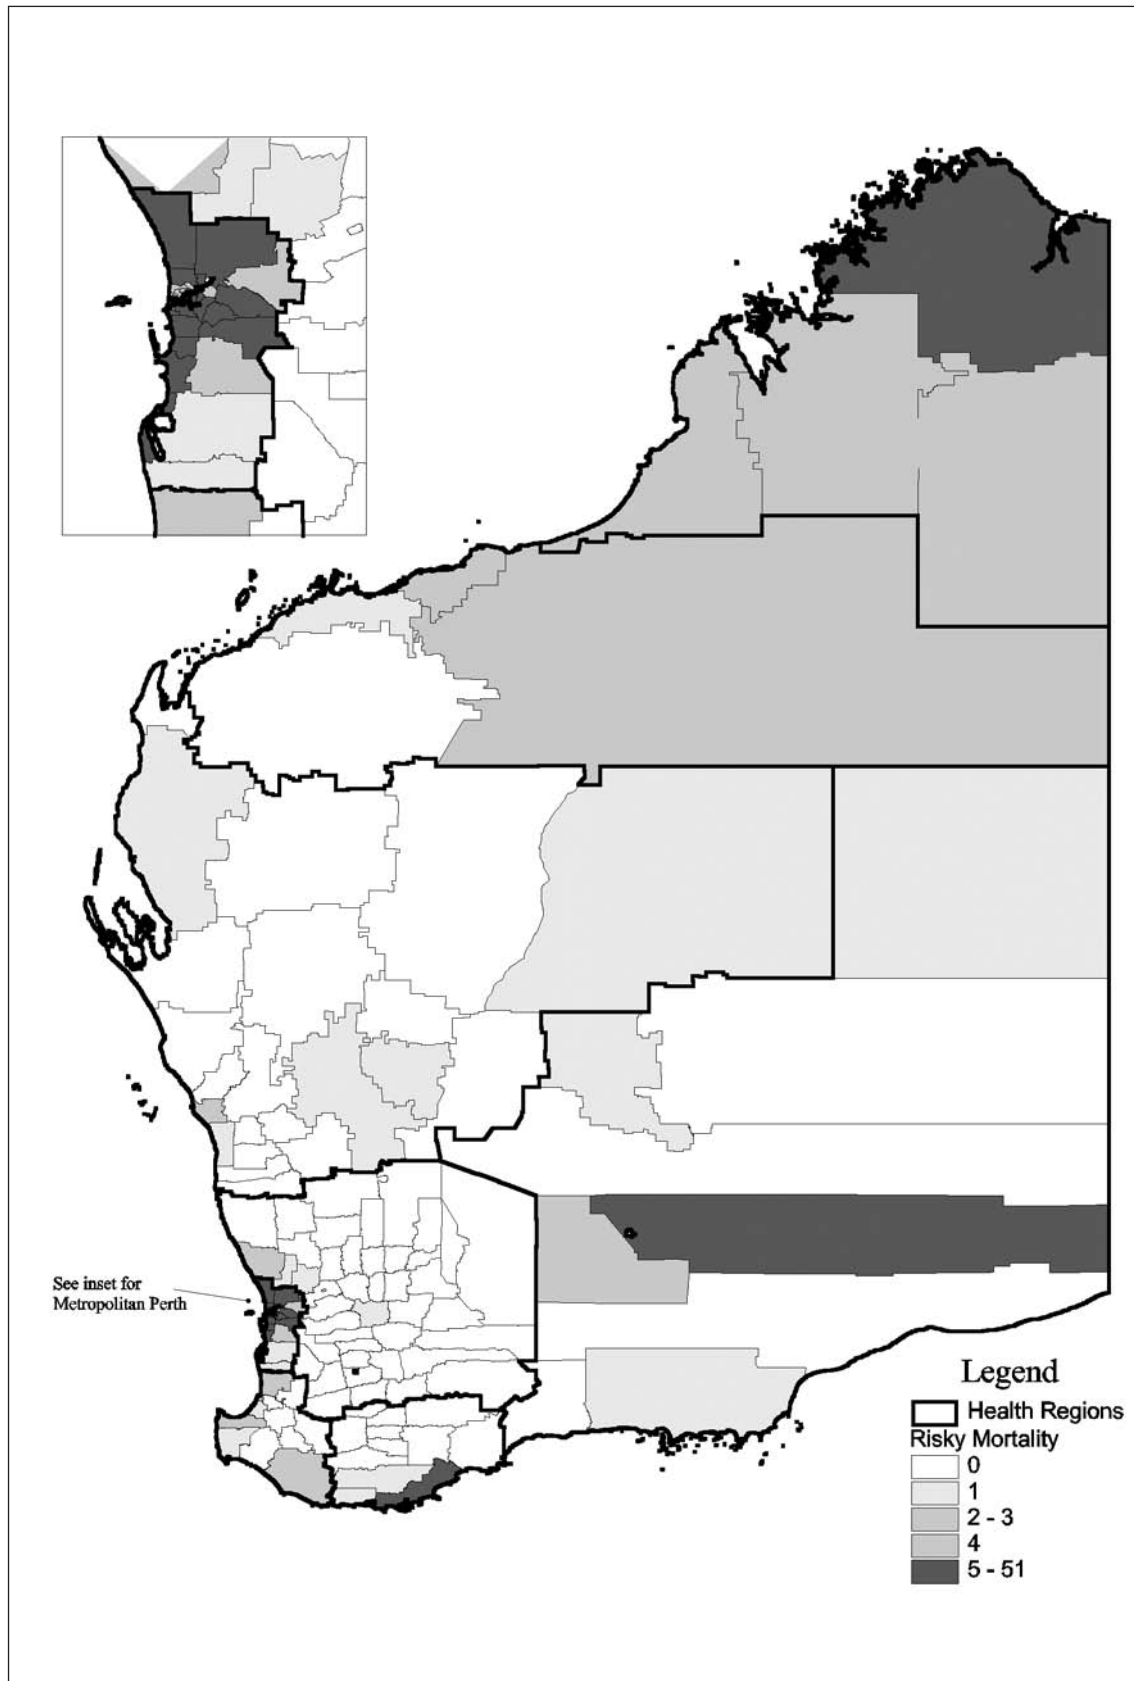 See inset for
Metropolitan Perth
Legend
Health Regions
Risky Mortality
0
1
2 - 3
4
5 - 51